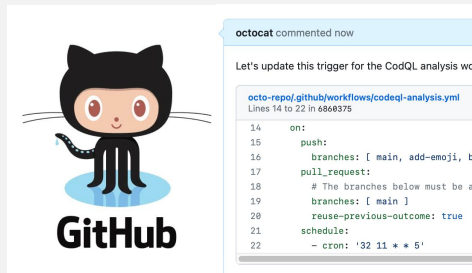 GitHub
octocat commented now
Let's update this trigger for the CodQL analysis
octo-repo/.github/workflows/codeql-analysis.yml
Lines 14 to 22 in 6860375
14 on:
15 push:
16 branches: [ main, add-emoji,
17 pull_request:
18 # The branches below must be
19 branches: [ main ]
20 reuse-previous-outcome: true
21 schedule:
22 – cron: '32 11 * * 5'